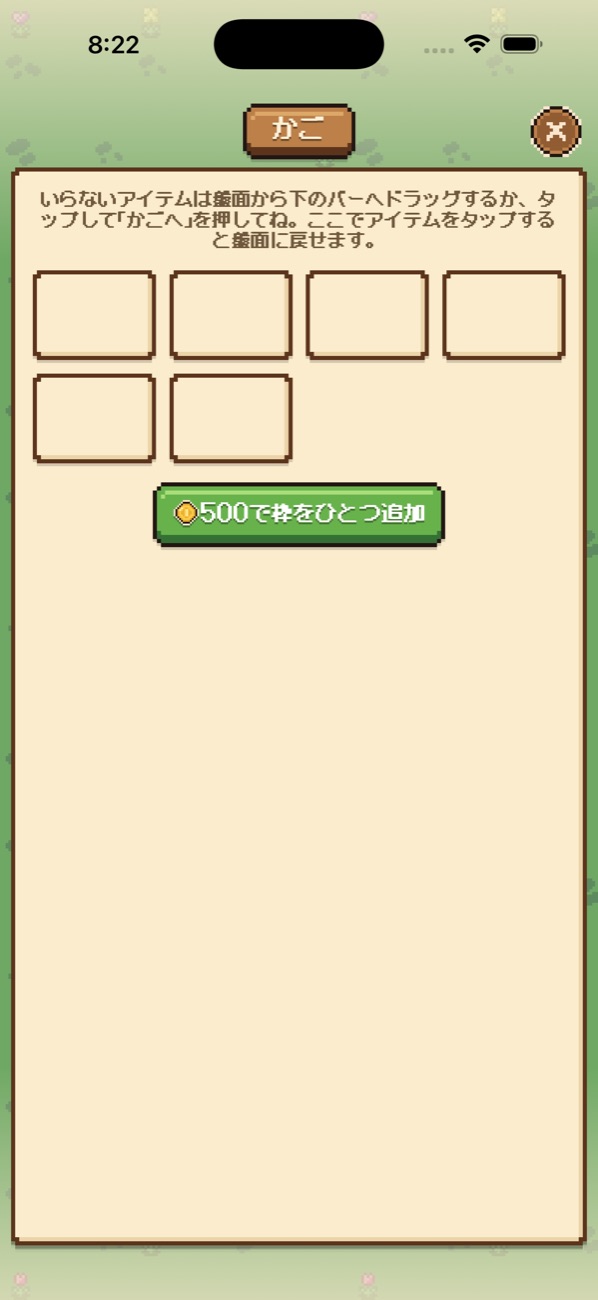 8:22
かご
いらないアイテムは盤面から下のバーへドラッグするか、タ
ップして「かごへ」を押してね。ここでアイテムをタップする
と盤面に戻せます。
500で枠をひとつ追加